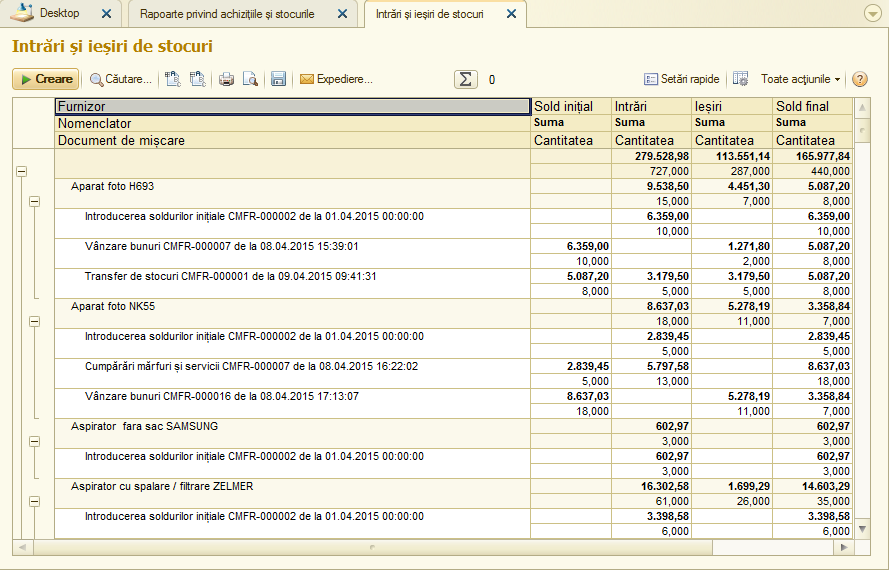 Desktop Rapoarte privind achizițiile și stocurile Intrări și ieșiri de stocuri
Intrări și ieșiri de stocuri
Creare Căutare... Expediere... Σ 0 Setări rapide Toate acțiunile
Furnizor Sold inițial Intrări Ieșiri Sold final
Nomenclator Suma Suma Suma Suma
Document de mișcare Cantitatea Cantitatea Cantitatea Cantitatea
279.528,98 113.551,14 165.977,84
727,000 287,000 440,000
Aparat foto H693 9.538,50 4.451,30 5.087,20
15,000 7,000 8,000
Introducerea soldurilor inițiale CMFR-000002 de la 01.04.2015 00:00:00 6.359,00 6.359,00
10,000 10,000
Vânzare bunuri CMFR-000007 de la 08.04.2015 15:39:01 6.359,00 1.271,80 5.087,20
10,000 2,000 8,000
Transfer de stocuri CMFR-000001 de la 09.04.2015 09:41:31 5.087,20 3.179,50 3.179,50 5.087,20
8,000 5,000 5,000 8,000
Aparat foto NK55 8.637,03 5.278,19 3.358,84
18,000 11,000 7,000
Introducerea soldurilor inițiale CMFR-000002 de la 01.04.2015 00:00:00 2.839,45 2.839,45
5,000 5,000
Cumpărări mărfuri și servicii CMFR-000007 de la 08.04.2015 16:22:02 2.839,45 5.797,58 8.637,03
5,000 13,000 18,000
Vânzare bunuri CMFR-000016 de la 08.04.2015 17:13:07 8.637,03 5.278,19 3.358,84
18,000 11,000 7,000
Aspirator fara sac SAMSUNG 602,97 602,97
3,000 3,000
Introducerea soldurilor inițiale CMFR-000002 de la 01.04.2015 00:00:00 602,97 602,97
3,000 3,000
Aspirator cu spalare / filtrare ZELMER 16.302,58 1.699,29 14.603,29
61,000 26,000 35,000
Introducerea soldurilor inițiale CMFR-000002 de la 01.04.2015 00:00:00 3.398,58 3.398,58
6,000 6,000